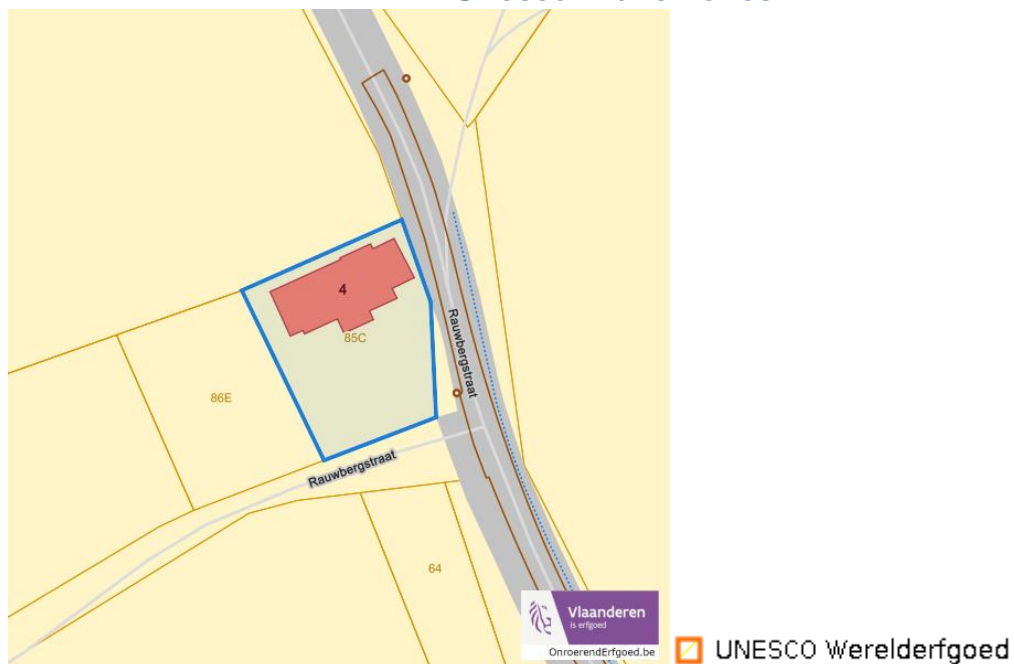 4
85C
86E
Rauwbergstraat
Rauwbergstraat
64
Vlaanderen
is erfgoed
OnroerendErfgoed.be
UNESCO Werelderfgoed